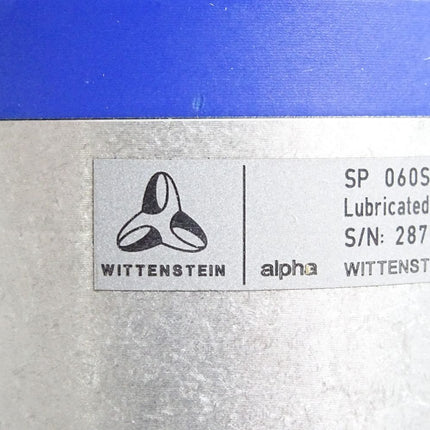 WITTENSTEIN
alpha
SP 060S
Lubricated
S/N: 287
WITTENST